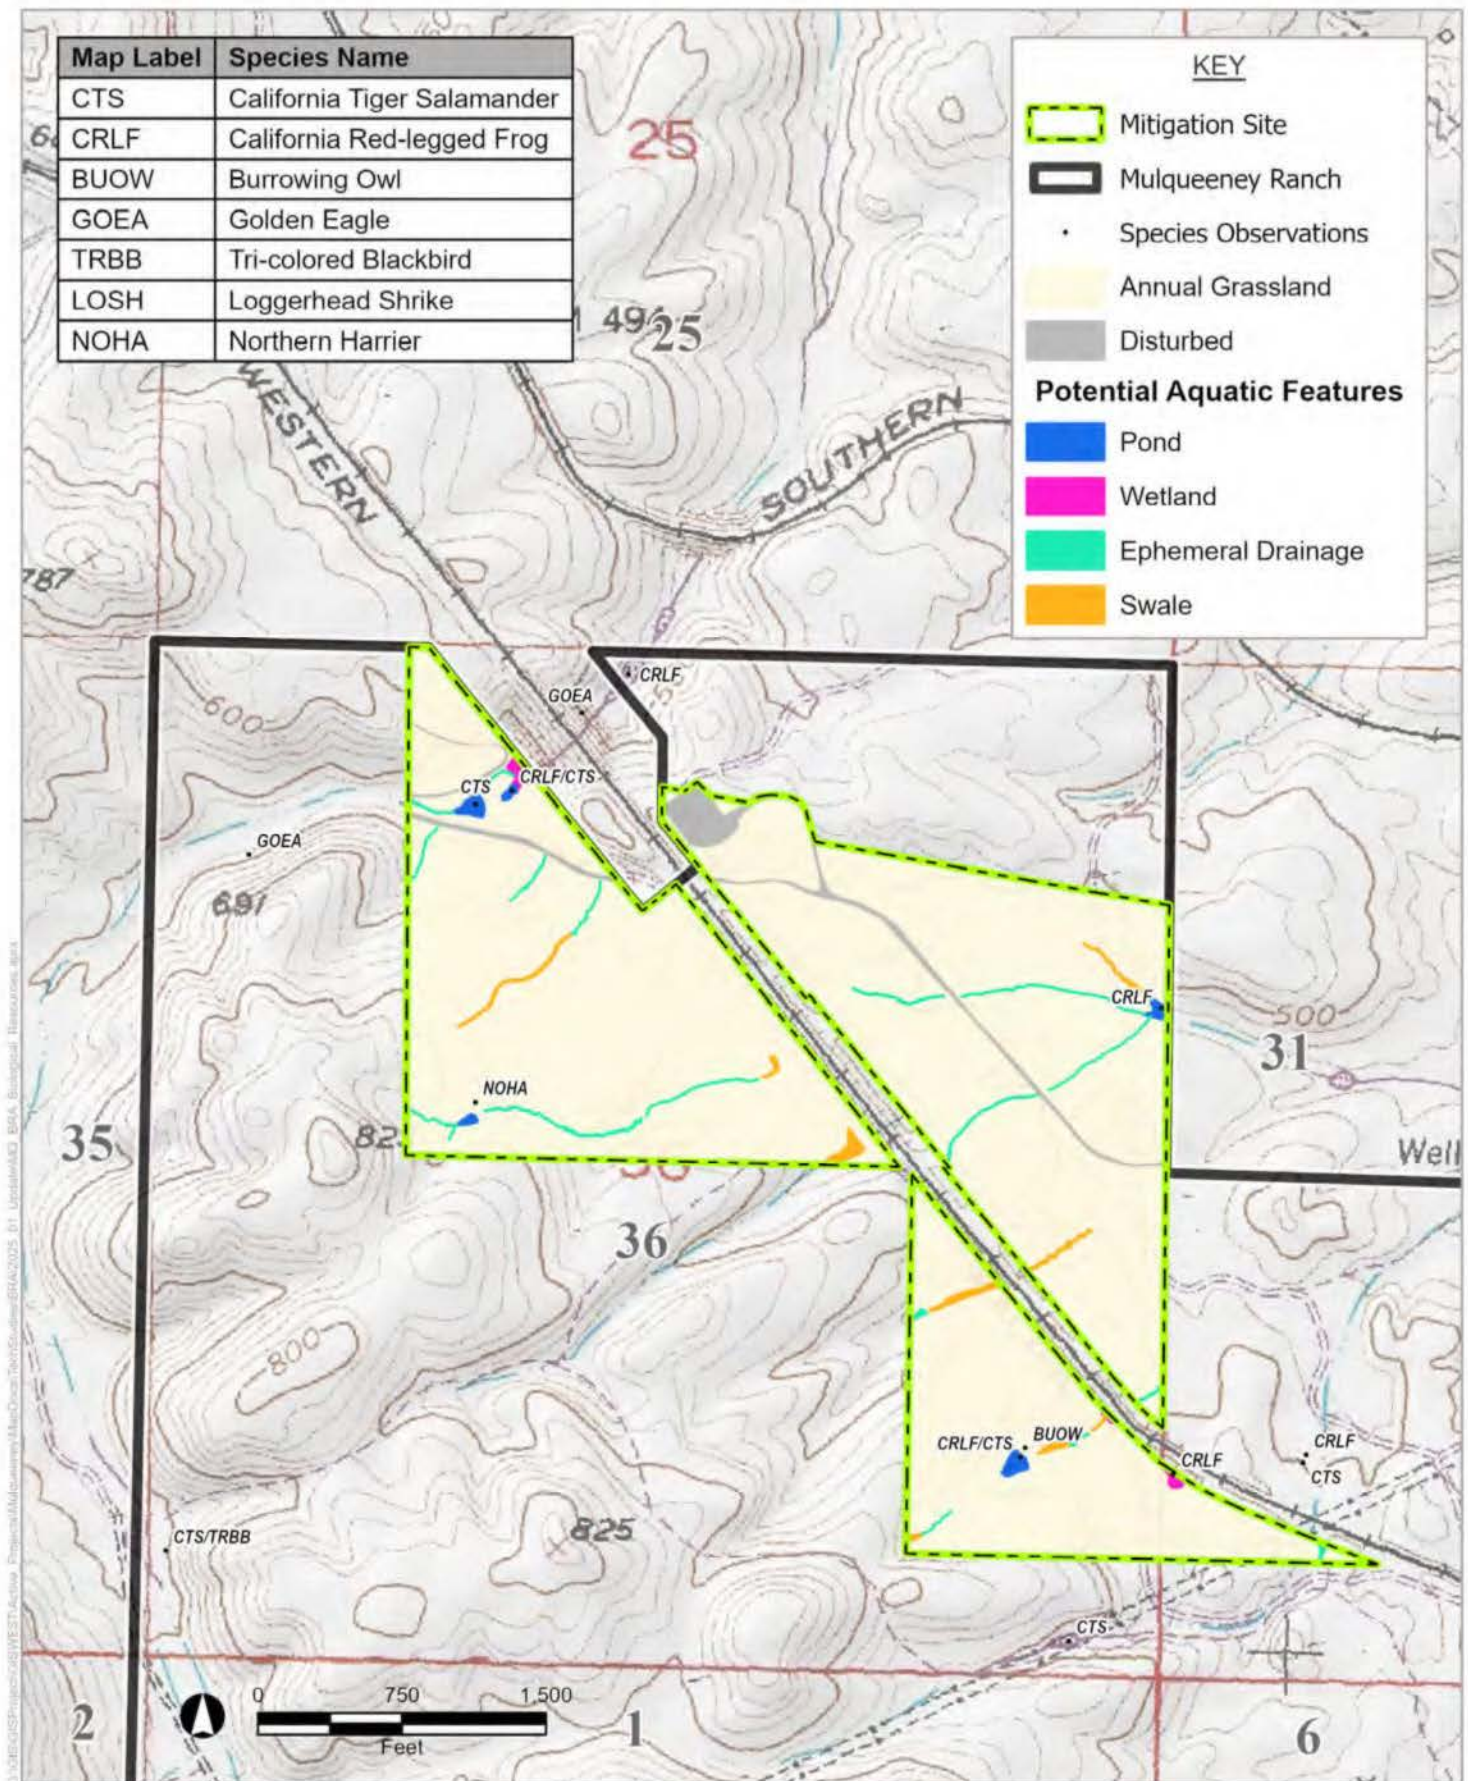 Map Label Species Name
CTS California Tiger Salamander
CRLF California Red-legged Frog
BUOW Burrowing Owl
GOEA Golden Eagle
TRBB Tri-colored Blackbird
LOSH Loggerhead Shrike
NOHA Northern Harrier
KEY
Mitigation Site
Mulqueeney Ranch
Species Observations
Annual Grassland
Disturbed
Potential Aquatic Features
Pond
Wetland
Ephemeral Drainage
Swale
25
25
WESTERN
SOUTHERN
787
CRLF
GOEA
600
CTS
CRLF/CTS
GOEA
691
CRLF
500
31
NOHA
35
Well
36
800
CRLF/CTS
BUOW
CRLF
CRLF
CTS
CTS/TRBB
825
CTS
0 750 1,500
Feet
2
1
6